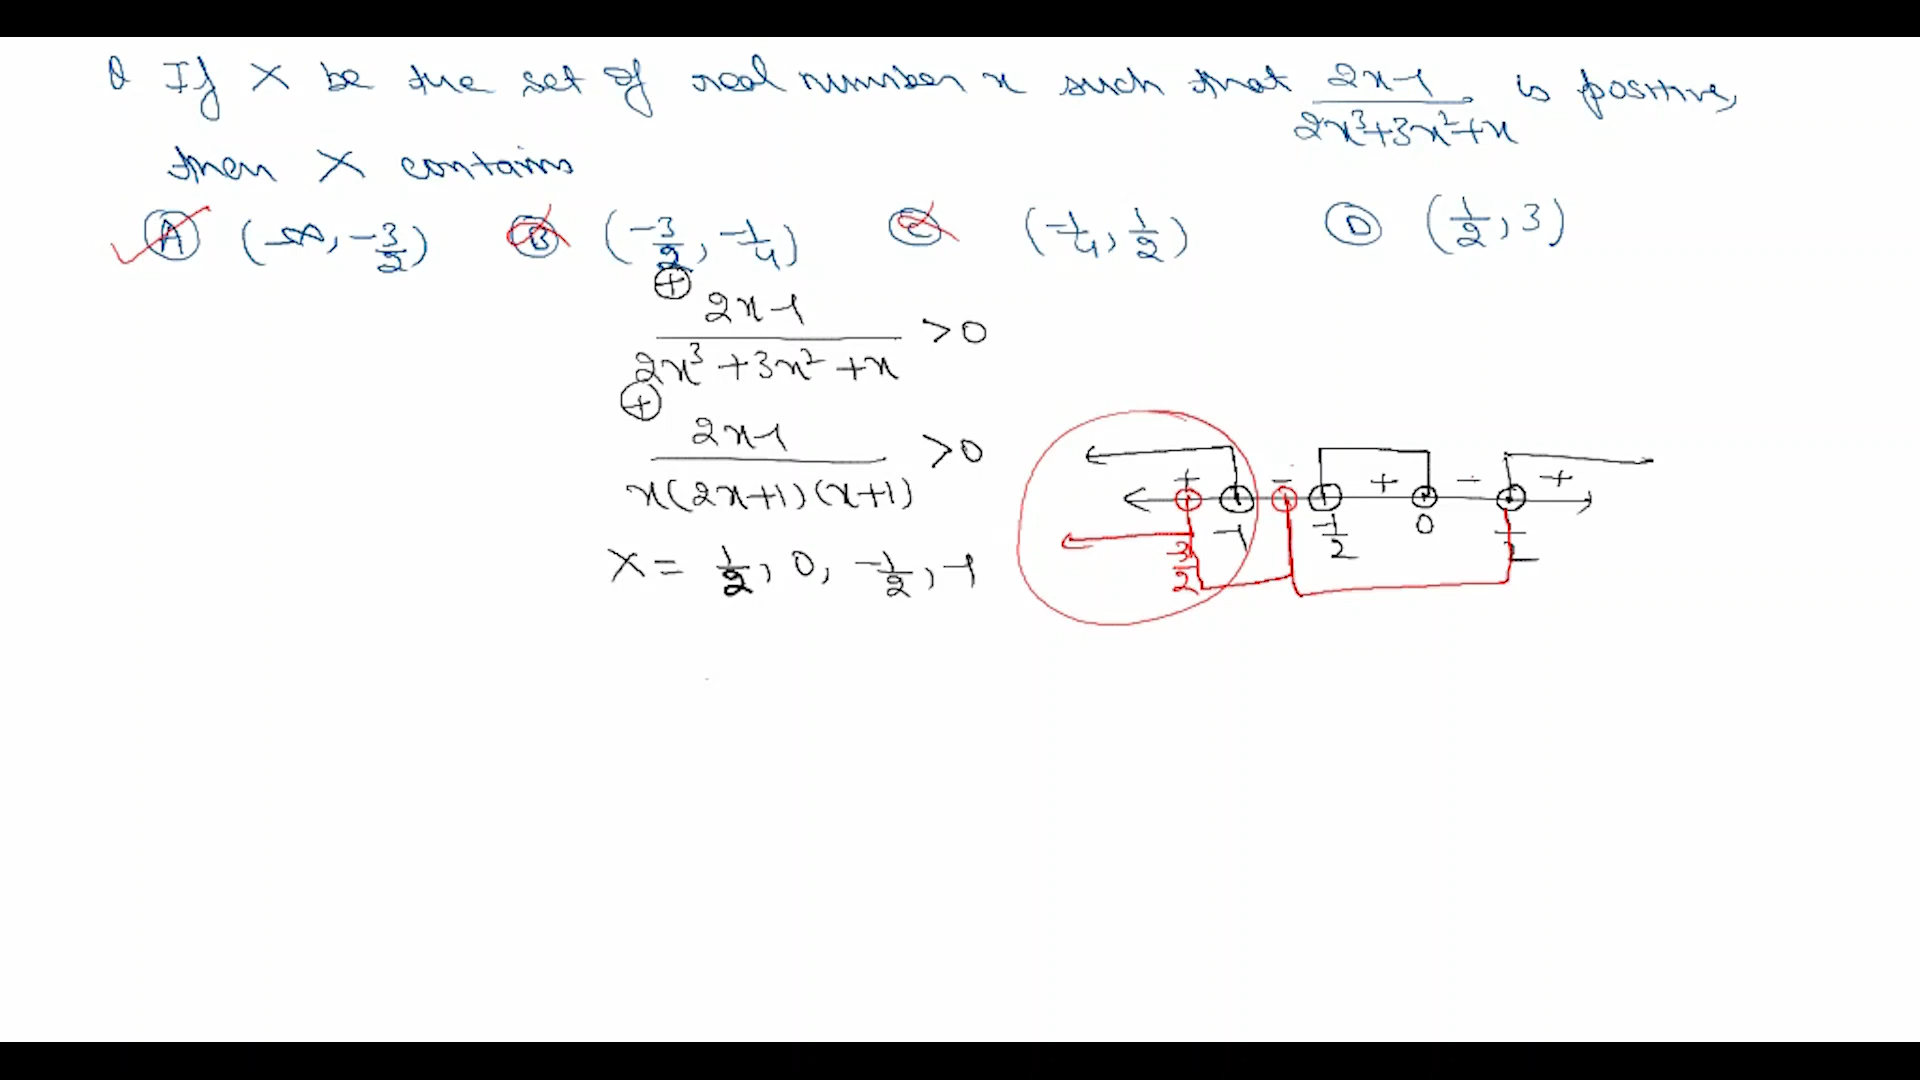 Q If X be the set of real number x such that (2x-1)/(2x³+3x²+x) is positive,
then X contains
(A) (-∞, -3/2) (B) (-3/2, -1/4) (C) (-1/4, 1/2) (D) (1/2, 3)
(2x-1)/(2x³+3x²+x) > 0
(2x-1)/(x(2x+1)(x+1)) > 0
+ - + - +
-1 -1/2 0
X = 1/2, 0, -1/2, -1
3/2